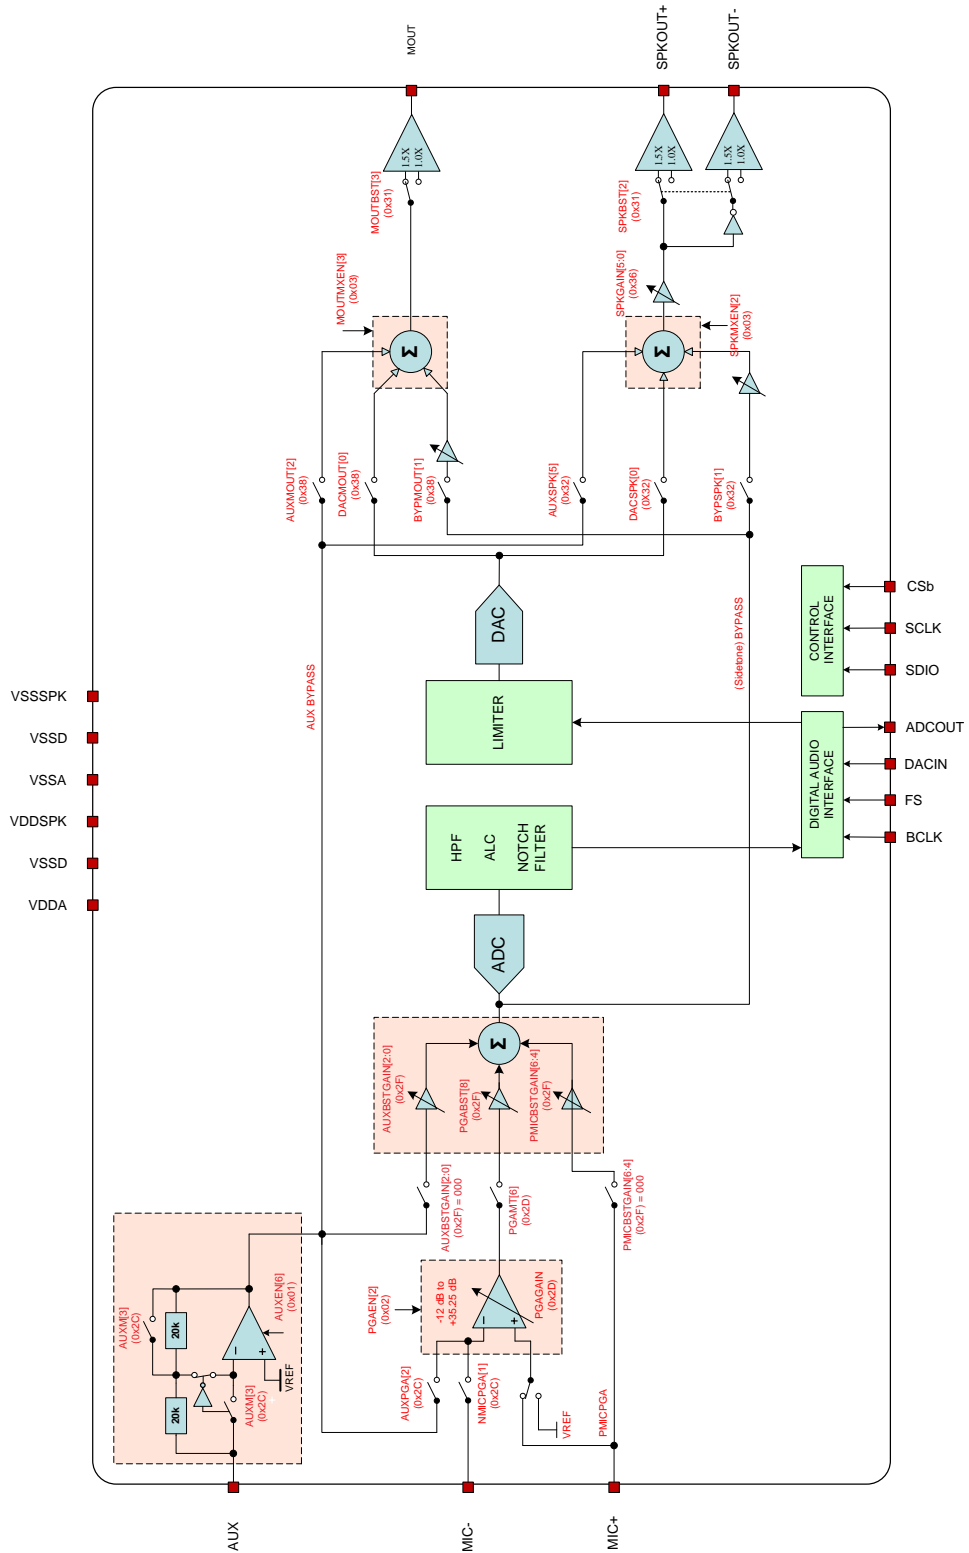 MOUT
SPKOUT+
SPKOUT-
1.5X
1.0X
1.5X
1.0X
1.5X
1.0X
MOUTBST[3]
(0x31)
SPKBST[2]
(0x31)
MOUTMXEN[3]
(0x03)
SPKGAIN[5:0]
(0x36)
SPKMXEN[2]
(0x03)
Σ
Σ
AUXMOUT[2]
(0x38)
DACMOUT[0]
(0x38)
BYPMOUT[1]
(0x38)
AUXSPK[5]
(0x32)
DACSPK[0]
(0X32)
BYPSPK[1]
(0x32)
DAC
CONTROL
INTERFACE
CSb
SCLK
SDIO
AUX BYPASS
(Sidetone) BYPASS
LIMITER
VSSSPK
VSSD
VSSA
VDDSPK
VSSD
VDDA
DIGITAL AUDIO
INTERFACE
ADCOUT
DACIN
FS
BCLK
HPF
ALC
NOTCH
FILTER
ADC
Σ
AUXBSTGAIN[2:0]
(0x2F)
PGABST[8]
(0x2F)
PMICBSTGAIN[6:4]
(0x2F)
AUXBSTGAIN[2:0]
(0x2F) = 000
PGAMT[6]
(0x2D)
PMICBSTGAIN[6:4]
(0x2F) = 000
AUXM[3]
(0x2C)
20k
20k
AUXEN[6]
(0x01)
AUXM[3]
(0x2C)
VREF
PGAEN[2]
(0x02)
-12 dB to
+35.25 dB
PGAGAIN
(0x2D)
AUXPGA[2]
(0x2C)
NMICPGA[1]
(0x2C)
VREF
PMICPGA
AUX
MIC-
MIC+